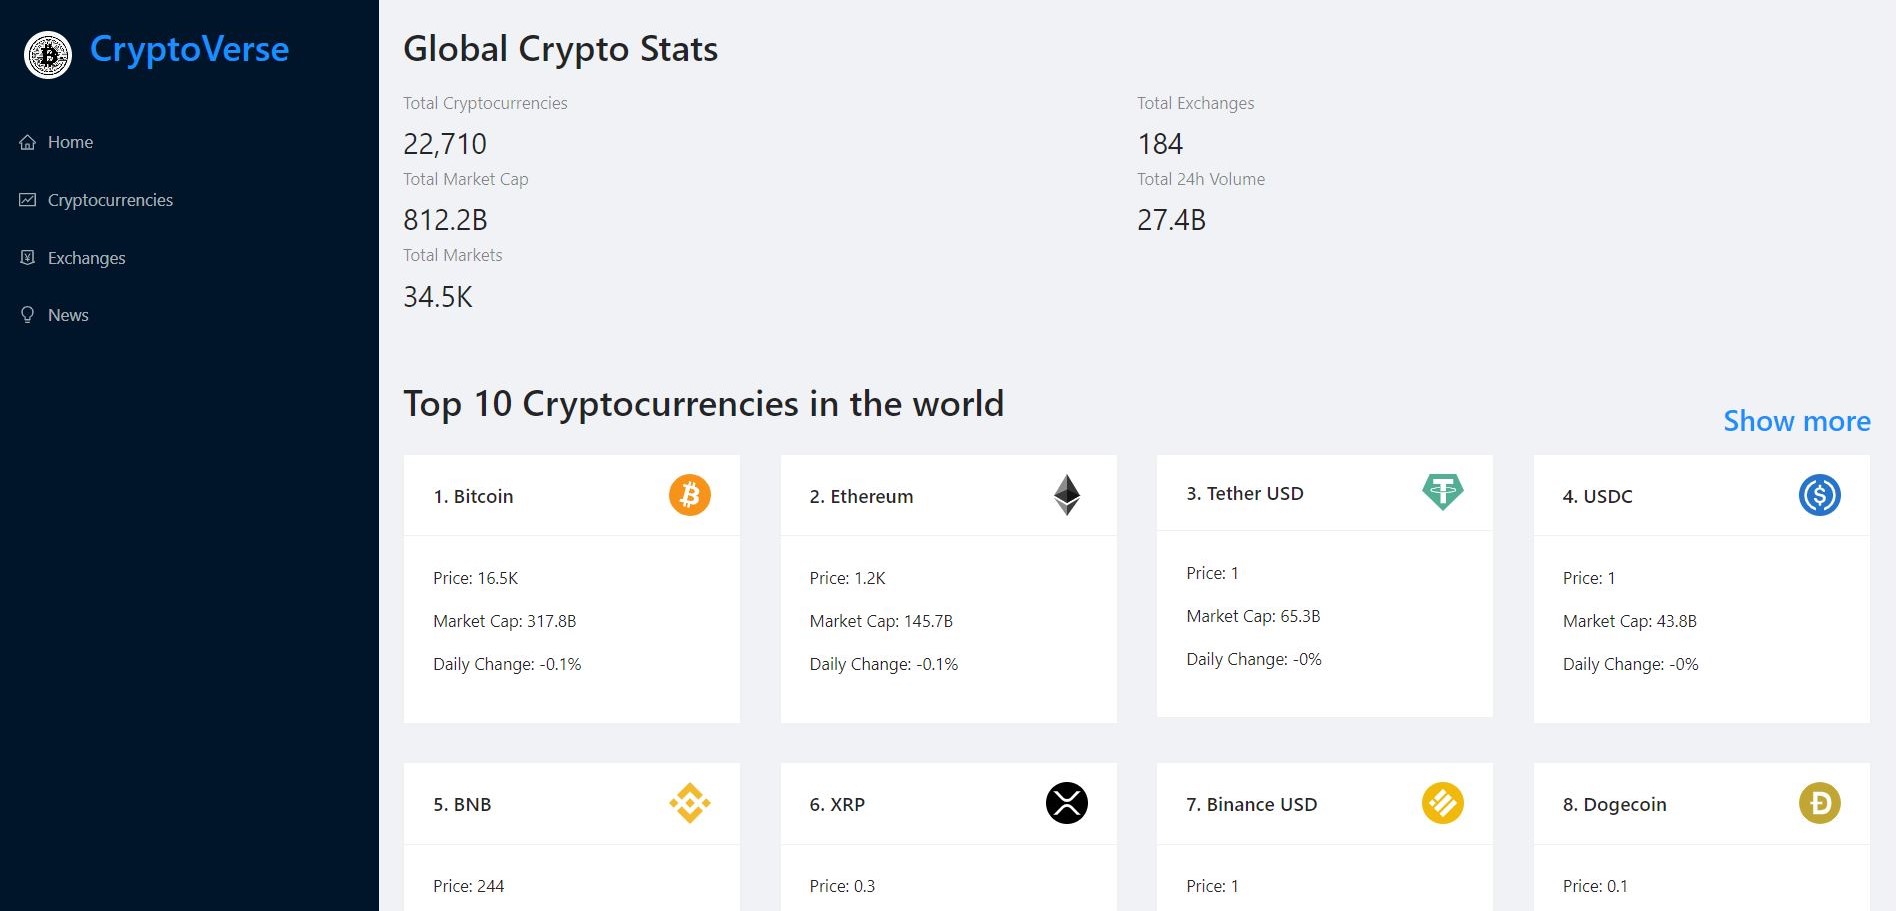 CryptoVerse
Home
Cryptocurrencies
Exchanges
News
Global Crypto Stats
Total Cryptocurrencies
22,710
Total Exchanges
184
Total Market Cap
812.2B
Total 24h Volume
27.4B
Total Markets
34.5K
Top 10 Cryptocurrencies in the world
Show more
1. Bitcoin
Price: 16.5K
Market Cap: 317.8B
Daily Change: -0.1%
2. Ethereum
Price: 1.2K
Market Cap: 145.7B
Daily Change: -0.1%
3. Tether USD
Price: 1
Market Cap: 65.3B
Daily Change: -0%
4. USDC
Price: 1
Market Cap: 43.8B
Daily Change: -0%
5. BNB
Price: 244
6. XRP
Price: 0.3
7. Binance USD
Price: 1
8. Dogecoin
Price: 0.1